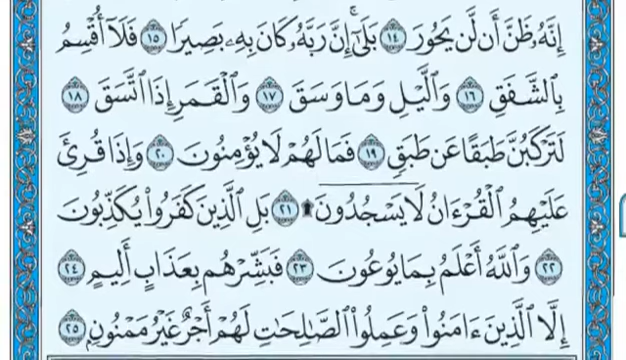 إِنَّهُۥ ظَنَّ أَن لَّن يَحُورَ ١٤ بَلَىٰٓۚ إِنَّ رَبَّهُۥ كَانَ بِهِۦ بَصِيرٗا ١٥ فَلَآ أُقۡسِمُ
بِٱلشَّفَقِ ١٦ وَٱلَّيۡلِ وَمَا وَسَقَ ١٧ وَٱلۡقَمَرِ إِذَا ٱتَّسَقَ ١٨
لَتَرۡكَبُنَّ طَبَقًا عَن طَبَقٖ ١٩ فَمَا لَهُمۡ لَا يُؤۡمِنُونَ ٢٠ وَإِذَا قُرِئَ
عَلَيۡهِمُ ٱلۡقُرۡءَانُ لَا يَسۡجُدُونَۤ۩ ٢١ بَلِ ٱلَّذِينَ كَفَرُواْ يُكَذِّبُونَ
٢٢ وَٱللَّهُ أَعۡلَمُ بِمَا يُوعُونَ ٢٣ فَبَشِّرۡهُم بِعَذَابٍ أَلِيمٍ ٢٤
إِلَّا ٱلَّذِينَ ءَامَنُواْ وَعَمِلُواْ ٱلصَّٰلِحَٰتِ لَهُمۡ أَجۡرٌ غَيۡرُ مَمۡنُونِۭ ٢٥